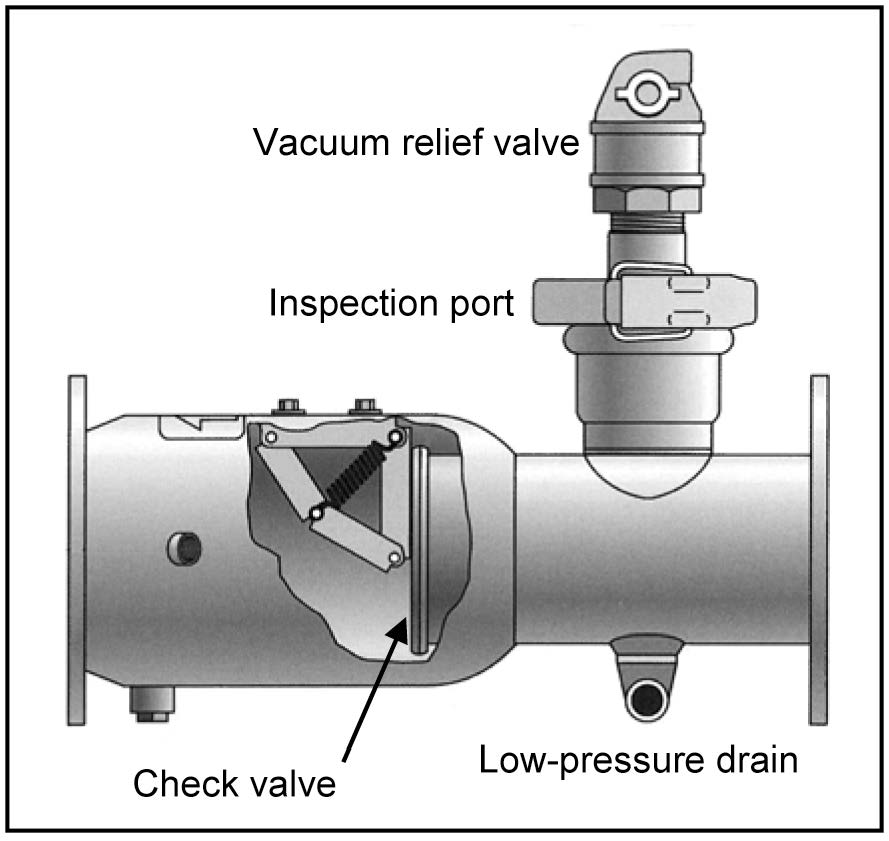 Vacuum relief valve
Inspection port
Check valve
Low-pressure drain